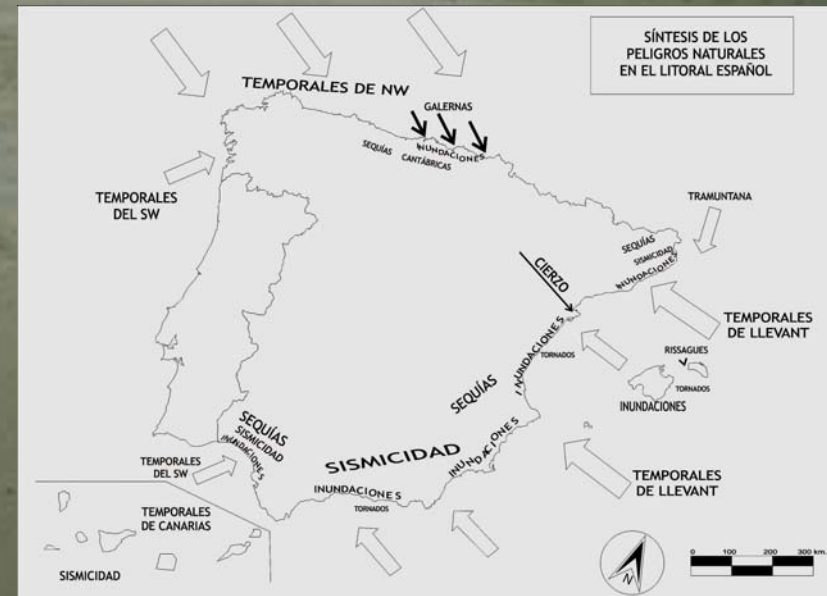 SÍNTESIS DE LOS
PELIGROS NATURALES
EN EL LITORAL ESPAÑOL
TEMPORALES DE NW
GALERNAS
INUNDACIONES
SEQUÍAS CANTÁBRICAS
TEMPORALES
DEL SW
TRAMUNTANA
SEQUÍAS
SISMICIDAD
INUNDACIONES
CIERZO
TEMPORALES
DE LLEVANT
INUNDACIONES
TORNADOS
RISSAGUES
TORNADOS
INUNDACIONES
SEQUÍAS
SEQUÍAS
SISMICIDAD
INUNDACIONES
SISMICIDAD
INUNDACIONES
TEMPORALES
DEL SW
INUNDACIONES
TORNADOS
TEMPORALES
DE LLEVANT
TEMPORALES
DE CANARIAS
SISMICIDAD
N
0 100 200 300 km.